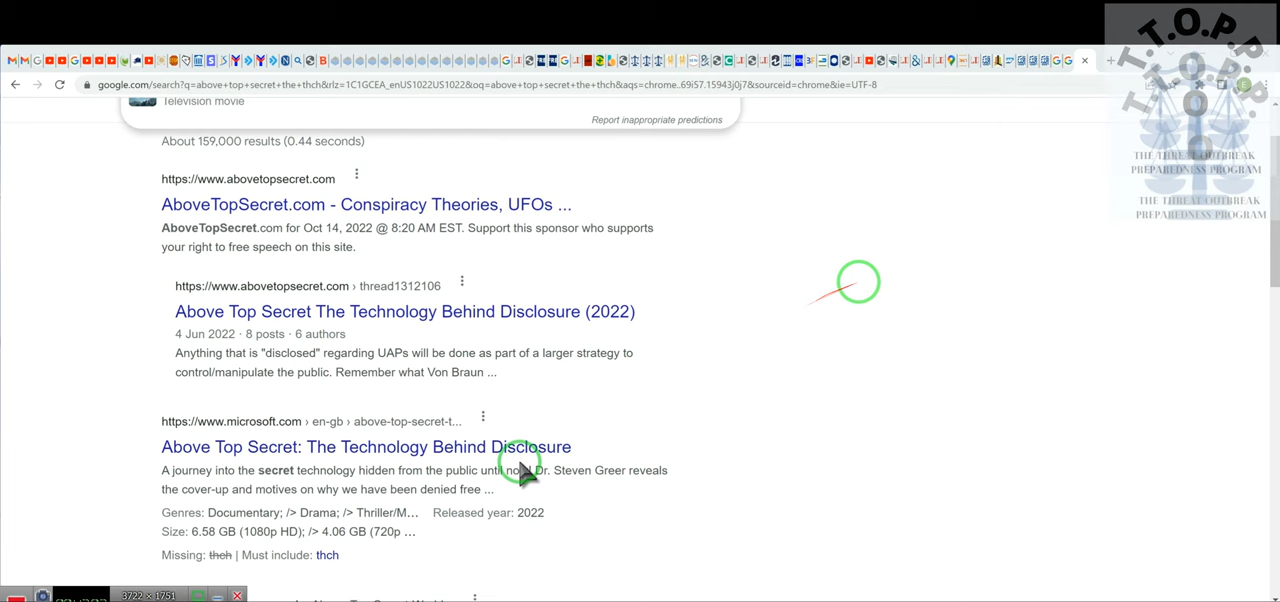 T.T.O.P.P.
google.com/search?q=above+top+secret+the+thch&rlz=1C1GCEA_enUS1022US1022&oq=above+top+secret+the+thch&aqs=chrome..69i57.15943j0j7&sourceid=chrome&ie=UTF-8
Television movie
Report inappropriate predictions
About 159,000 results (0.44 seconds)
THE THREAT OUTBREAK
PREPAREDNESS PROGRAM
THE THREAT OUTBREAK
PREPAREDNESS PROGRAM
https://www.abovetopsecret.com
AboveTopSecret.com - Conspiracy Theories, UFOs ...
AboveTopSecret.com for Oct 14, 2022 @ 8:20 AM EST. Support this sponsor who supports
your right to free speech on this site.
https://www.abovetopsecret.com › thread1312106
Above Top Secret The Technology Behind Disclosure (2022)
4 Jun 2022 · 8 posts · 6 authors
Anything that is "disclosed" regarding UAPs will be done as part of a larger strategy to
control/manipulate the public. Remember what Von Braun ...
https://www.microsoft.com › en-gb › above-top-secret-t...
Above Top Secret: The Technology Behind Disclosure
A journey into the secret technology hidden from the public until now! Dr. Steven Greer reveals
the cover-up and motives on why we have been denied free ...
Genres: Documentary; /> Drama; /> Thriller/M... Released year: 2022
Size: 6.58 GB (1080p HD); /> 4.06 GB (720p ...
Missing: thch | Must include: thch
3722 × 1751